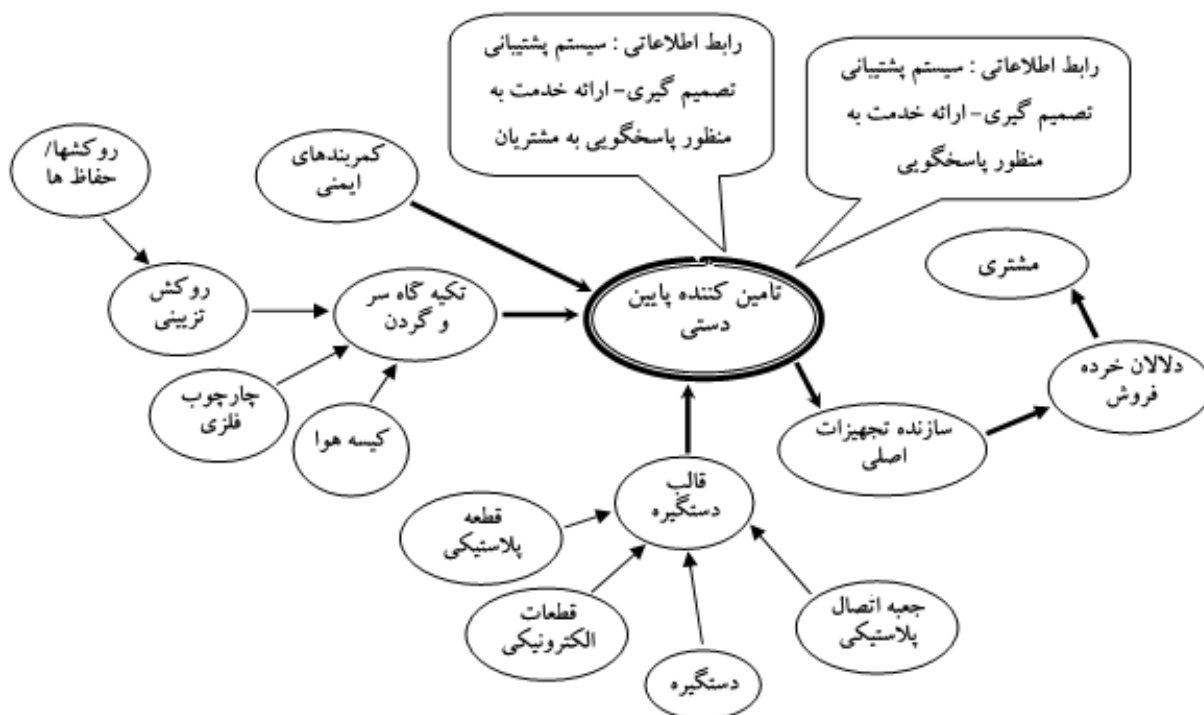 رابط اطلاعاتی : سیستم پشتیبانی
تصمیم گیری- ارائه خدمت به
منظور پاسخگویی
رابط اطلاعاتی : سیستم پشتیبانی
تصمیم گیری- ارائه خدمت به
منظور پاسخگویی به مشتریان
کمربندهای
ایمنی
روکشها/
حفاظ ها
مشتری
تامین کننده پایین
دستی
تکیه گاه سر
و گردن
روکش
تزیینی
دلالان خرده
فروش
چارچوب
فلزی
کیسه هوا
سازنده تجهیزات
اصلی
قالب
دستگیره
قطعه
پلاستیکی
جعبه اتصال
پلاستیکی
قطعات
الکترونیکی
دستگیره